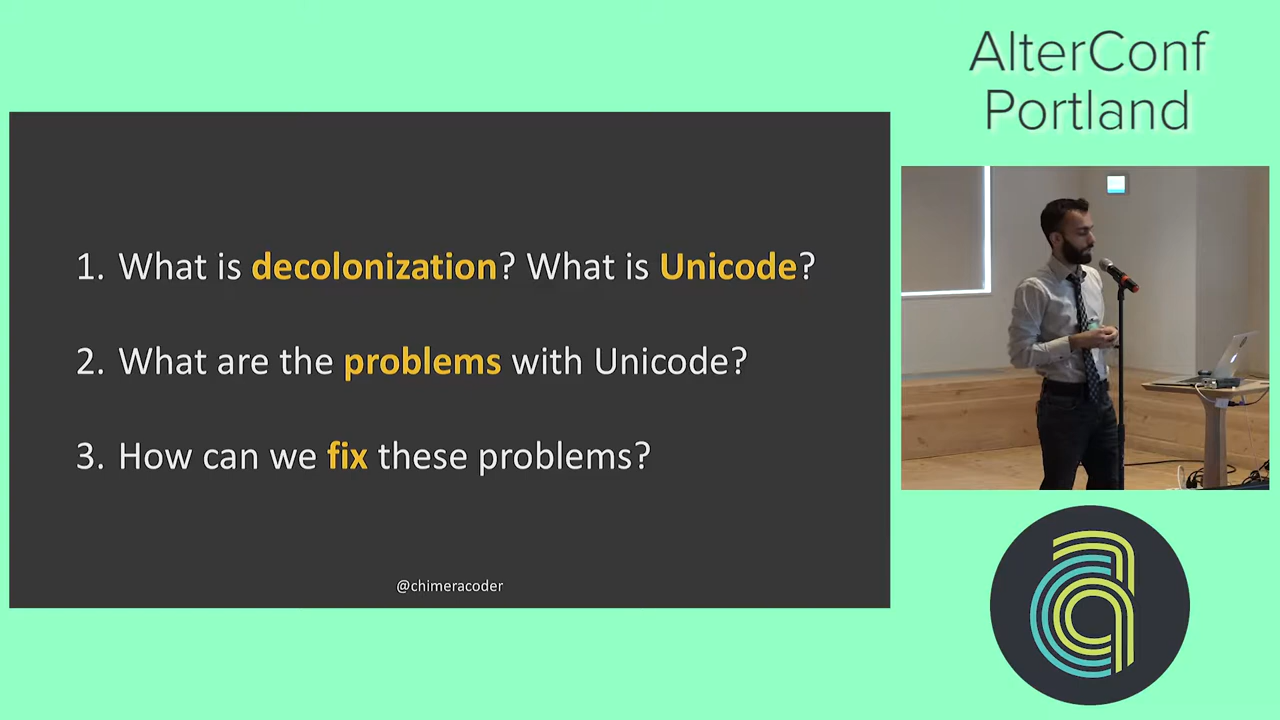 AlterConf
Portland
1. What is decolonization? What is Unicode?
2. What are the problems with Unicode?
3. How can we fix these problems?
@chimeracoder